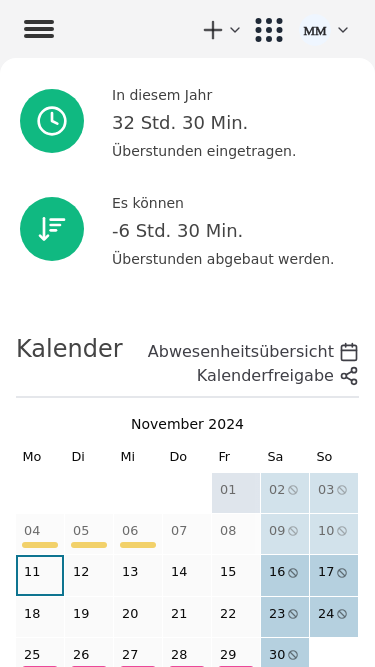 MM
In diesem Jahr
32 Std. 30 Min.
Überstunden eingetragen.
Es können
-6 Std. 30 Min.
Überstunden abgebaut werden.
Kalender
Abwesenheitsübersicht
Kalenderfreigabe
November 2024
Mo Di Mi Do Fr Sa So
01 02 03
04 05 06 07 08 09 10
11 12 13 14 15 16 17
18 19 20 21 22 23 24
25 26 27 28 29 30